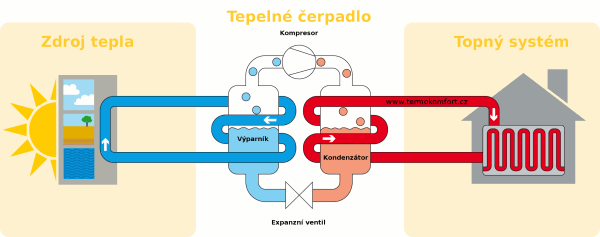 Tepelné čerpadlo
Zdroj tepla
Kompresor
Topný systém
www.termokomfort.cz
Výparník
Kondenzátor
Expanzní ventil